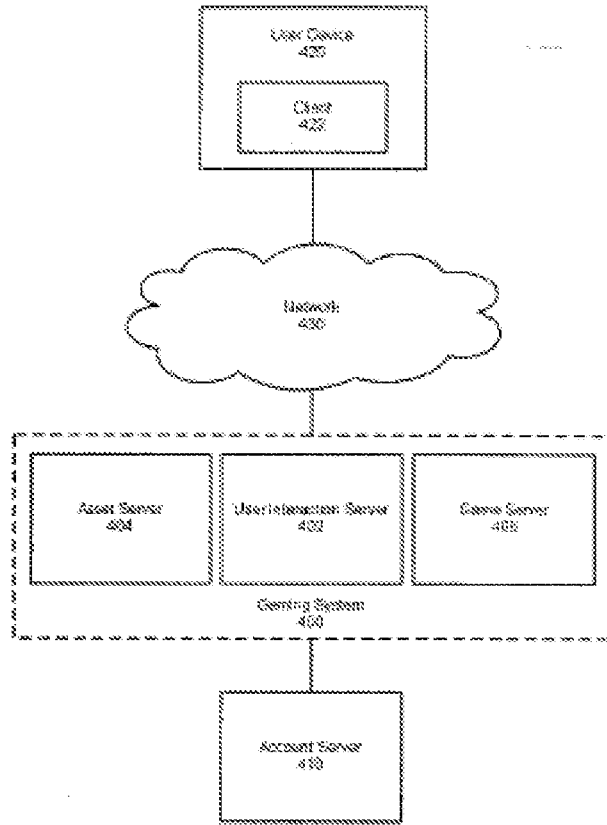 User Device
420
Client
422
Network
430
Asset Server
404
User Interaction Server
402
Game Server
406
Gaming System
400
Account Server
410